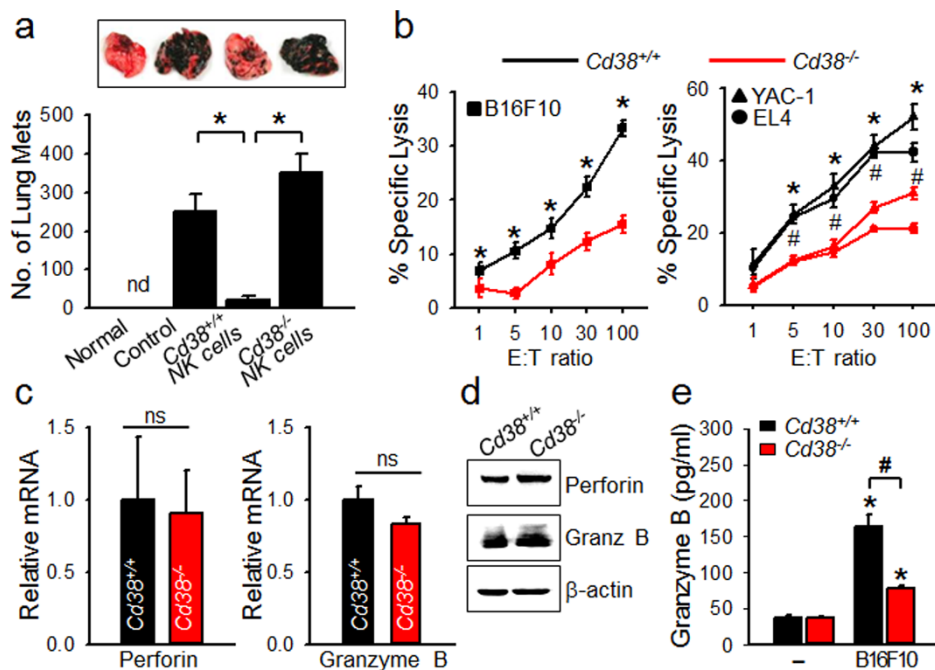 a
No. of Lung Mets
500
400
300
200
100
0
nd
*
*
Normal
Control
Cd38+/+
NK cells
Cd38-/-
NK cells
b
Cd38+/+
Cd38-/-
B16F10
% Specific Lysis
40
30
20
10
0
* * * * *
1 5 10 30 100
E:T ratio
YAC-1
EL4
% Specific Lysis
60
40
20
0
* * * *
# # # #
1 5 10 30 100
E:T ratio
c
Relative mRNA
1.5
1.0
0.5
0.0
ns
Cd38+/+
Cd38-/-
Perforin
Relative mRNA
1.5
1.0
0.5
0.0
ns
Cd38+/+
Cd38-/-
Granzyme B
d
Cd38+/+
Cd38-/-
Perforin
Granz B
β-actin
e
Cd38+/+
Cd38-/-
Granzyme B (pg/ml)
350
300
250
200
150
100
50
0
#
*
*
–
B16F10